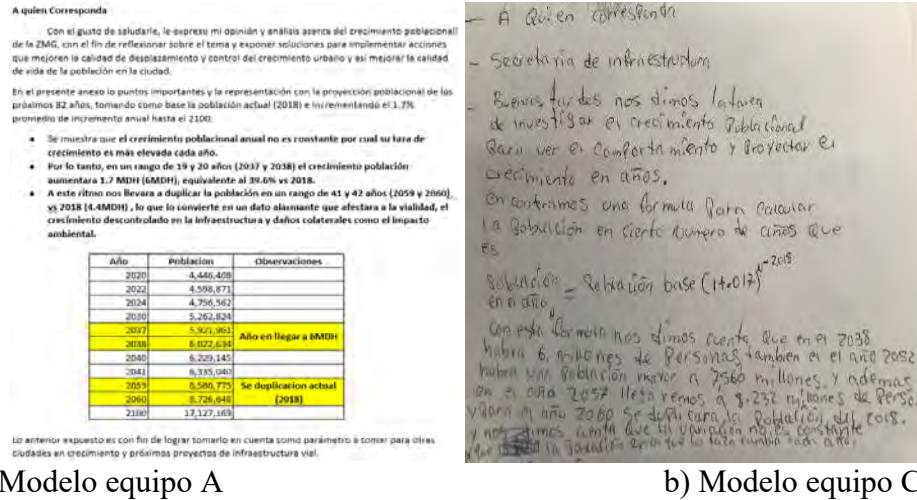 A quien Corresponda
Con el gusto de saludarle, le expreso mi opinión y análisis acerca del crecimiento poblacional
de la ZMG, con el fin de reflexionar sobre el tema y exponer soluciones para implementar acciones
que mejoren la calidad de desplazamiento y control del crecimiento urbano y asi mejorar la calidad
de vida de la población en la ciudad.
En el presente anexo lo puntos importantes y la representación con la proyección poblacional de los
próximos 82 años, tomando como base la población actual (2018) e incrementando el 1.7%
promedio de incremento anual hasta el 2100.
Se muestra que el crecimiento poblacional anual no es constante por cual su tara de
crecimiento es más elevada cada año.
Por lo tanto, en un rango de 19 y 20 años (2037 y 2038) el crecimiento población
aumentara 1.7 MDH (6MDH), equivalente al 39.6% vs 2018.
A este ritmo nos llevara a duplicar la población en un rango de 41 y 42 años (2059 y 2060)
vs 2018 (4.4MDH), lo que lo convierte en un dato alarmante que afectara a la vialidad, el
crecimiento descontrolado en la infraestructura y daños colaterales como el impacto
ambiental.
Año Poblacion Observaciones
2020 4,446,408
2022 4,598,871
2024 4,756,562
2030 5,262,824
2037 5,921,961
Año en llegar a 6MDH
2038 6,022,634
2040 6,229,145
2041 6,335,040
2059 8,580,775 Se duplicacion actual
2060 8,726,648 (2018)
2100 17,127,169
Lo anterior expuesto es con fin de lograr tomarlo en cuenta como parámetro a tomar para otras
ciudades en crecimiento y próximos proyectos de infraestructura vial.
Modelo equipo A
- A Quien corresponda
- Secretaria de infraestructura
- Buenas tardes nos dimos la tarea
de investigar el crecimiento Poblacional
Para ver el comportamiento y Proyectar el
crecimiento en años.
encontramos una formula Para calcular
la Población en cierto numero de años Que
es
Población en el año N = Población base (1+.017)^N-2018
Con esta formula nos dimos cuenta Que en el 2038
habra 6. millones de Personas tambien el el año 2052
habra una Población mayor a 7560 millones. y ademas
en el año 2057 llegaremos a 8.232 millones de Perso
y Para el año 2060 se duplicara la Población del 2018.
y nos dimos cuenta que la variación no es constante
la taza cambia cada año.
b) Modelo equipo C